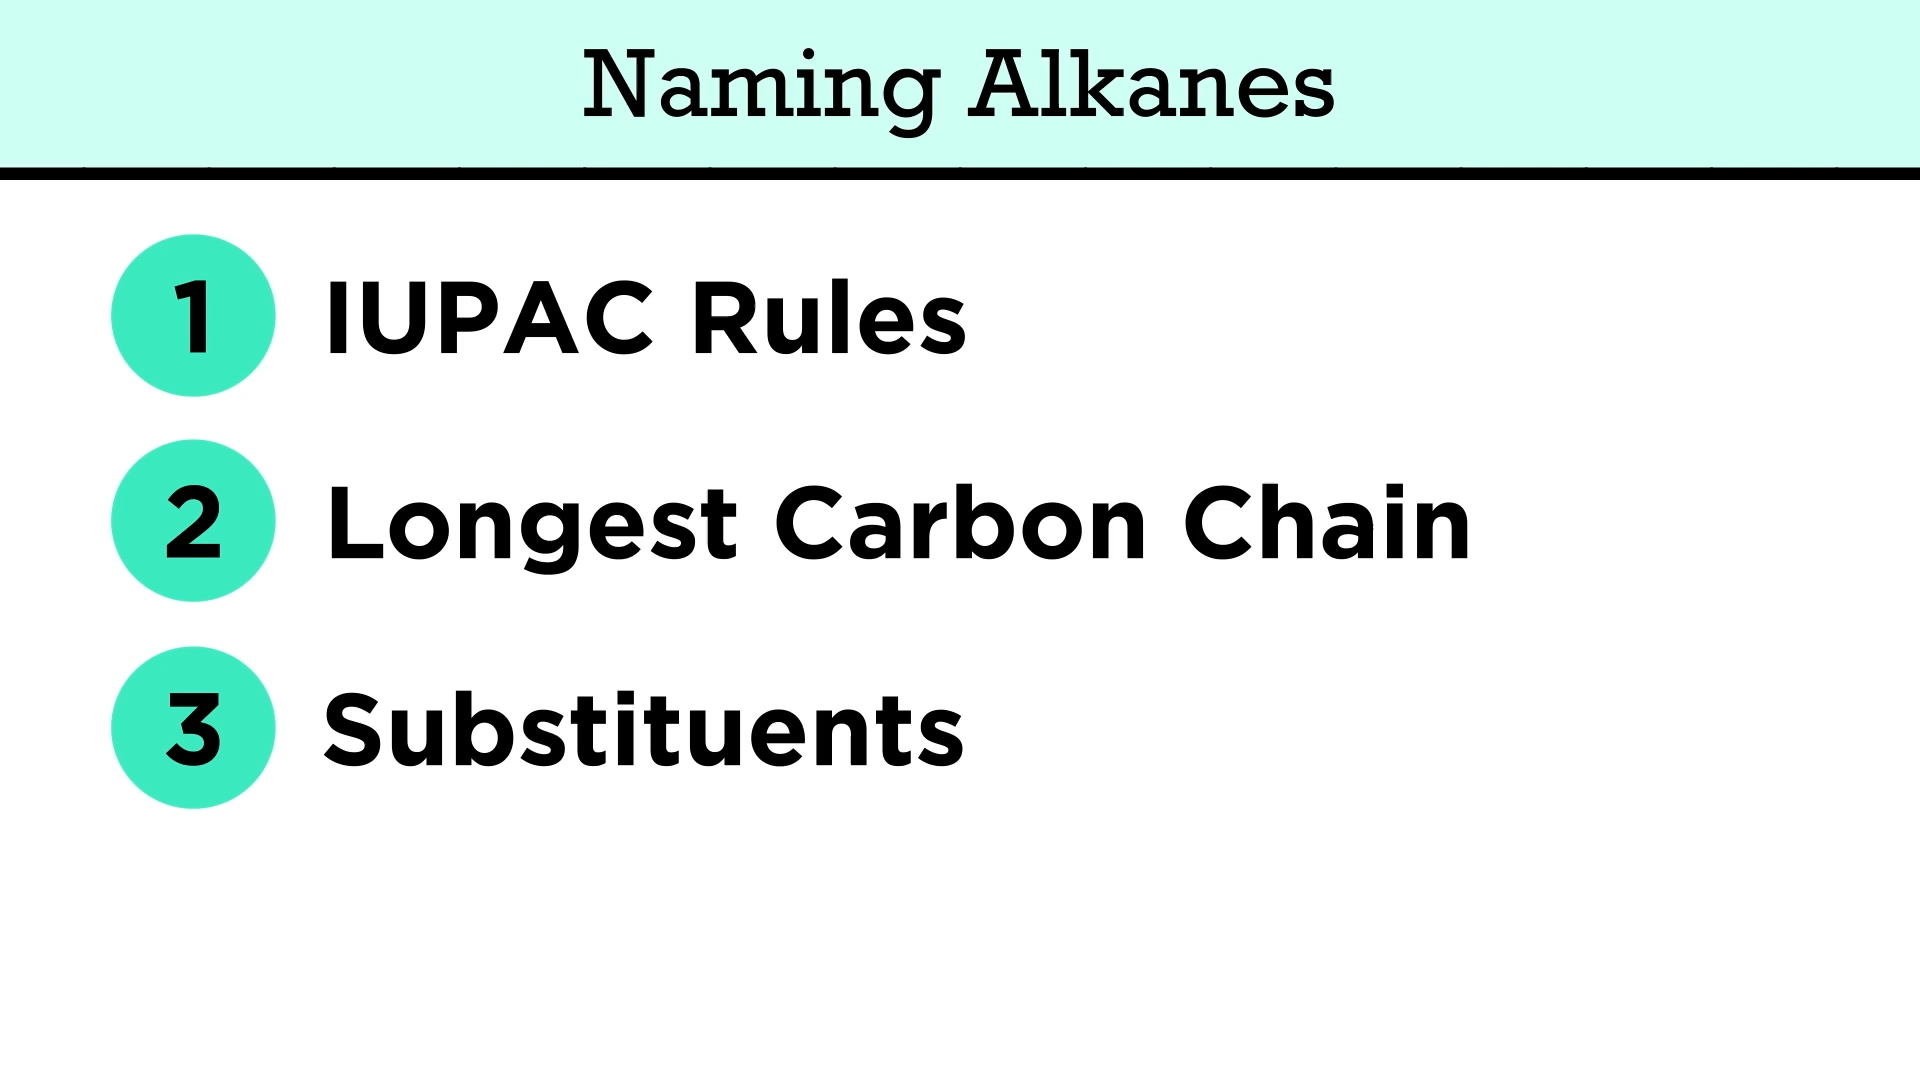 Naming Alkanes
1 IUPAC Rules
2 Longest Carbon Chain
3 Substituents